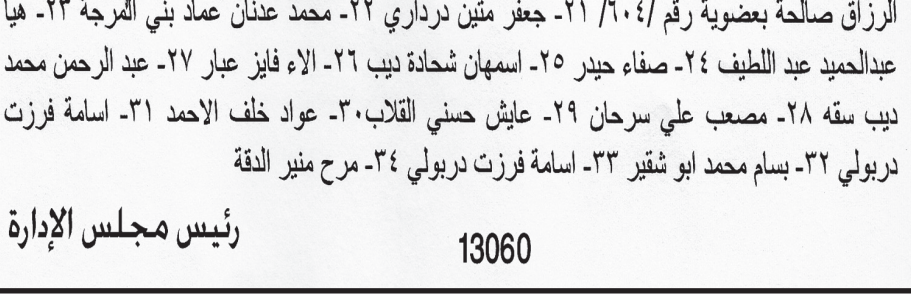 الرزاق صالحة بعضوية رقم /٦٠٤/ ٢١- جعفر متين درداري ٢٢- محمد عدنان عماد بني المرجة ٢٣- هيا
عبدالحميد عبد اللطيف ٢٤- صفاء حيدر ٢٥- اسمهان شحادة ديب ٢٦- الاء فايز عبار ٢٧- عبد الرحمن محمد
ديب سقه ٢٨- مصعب علي سرحان ٢٩- عايش حسني القلاب٣٠- عواد خلف الاحمد ٣١- اسامة فرزت
دربولي ٣٢- بسام محمد ابو شقير ٣٣- اسامة فرزت دربولي ٣٤- مرح منير الدقة
رئيس مجلس الإدارة
13060